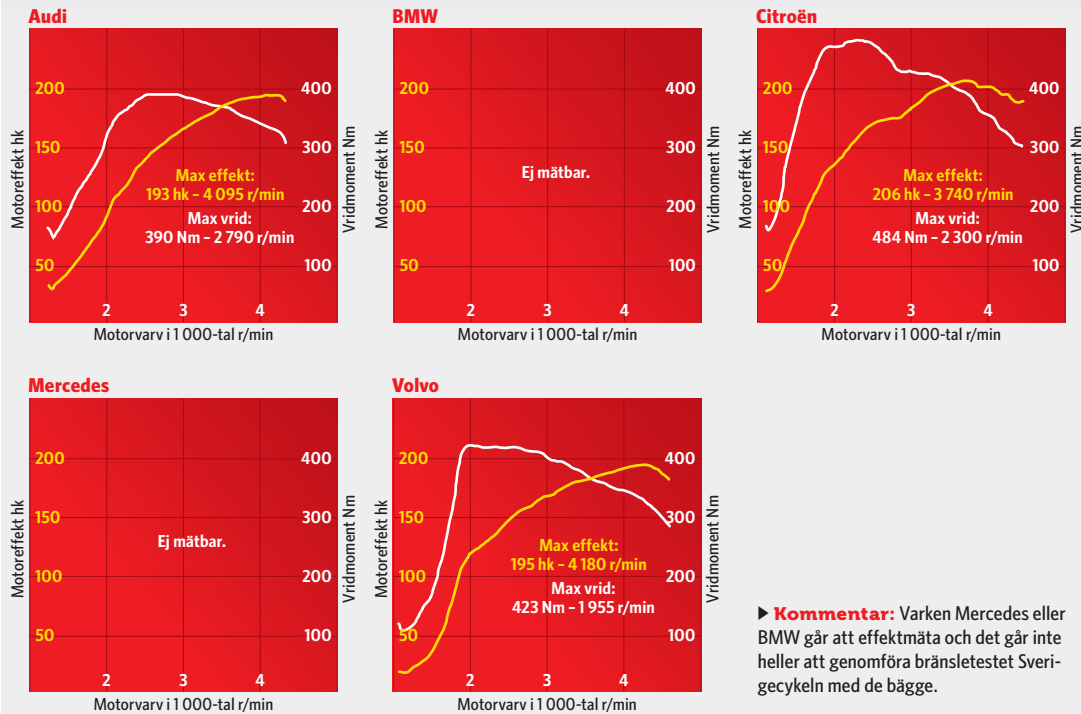 Audi
Motoreffekt hk
200
150
100
50
400
300
200
100
Vridmoment Nm
Max effekt:
193 hk – 4 095 r/min
Max vrid:
390 Nm – 2 790 r/min
2
3
4
Motorvarv i 1 000-tal r/min
BMW
Motoreffekt hk
200
150
100
50
400
300
200
100
Vridmoment Nm
Ej mätbar.
2
3
4
Motorvarv i 1 000-tal r/min
Citroën
Motoreffekt hk
200
150
100
50
400
300
200
100
Vridmoment Nm
Max effekt:
206 hk – 3 740 r/min
Max vrid:
484 Nm – 2 300 r/min
2
3
4
Motorvarv i 1 000-tal r/min
Mercedes
Motoreffekt hk
200
150
100
50
400
300
200
100
Vridmoment Nm
Ej mätbar.
2
3
4
Motorvarv i 1 000-tal r/min
Volvo
Motoreffekt hk
200
150
100
50
400
300
200
100
Vridmoment Nm
Max effekt:
195 hk – 4 180 r/min
Max vrid:
423 Nm – 1 955 r/min
2
3
4
Motorvarv i 1 000-tal r/min
▶ Kommentar: Varken Mercedes eller
BMW går att effektmäta och det går inte
heller att genomföra bränsletestet Sveri-
gecykeln med de bägge.